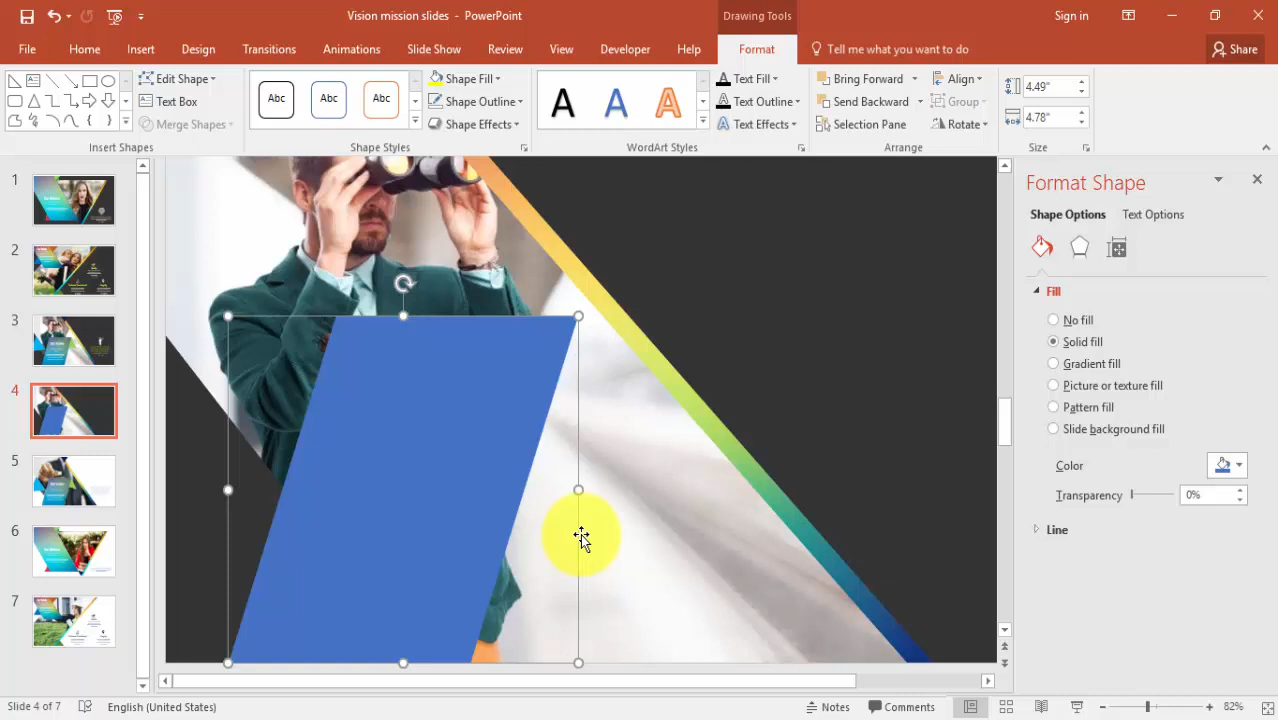 Vision mission slides - PowerPoint
Drawing Tools
Sign in
File
Home
Insert
Design
Transitions
Animations
Slide Show
Review
View
Developer
Help
Format
Tell me what you want to do
Share
Edit Shape
Text Box
Merge Shapes
Insert Shapes
Abc
Abc
Abc
Shape Fill
Shape Outline
Shape Effects
Shape Styles
A
A
A
Text Fill
Text Outline
Text Effects
WordArt Styles
Bring Forward
Send Backward
Selection Pane
Align
Group
Rotate
Arrange
4.49"
4.78"
Size
1
2
3
4
5
6
7
Format Shape
Shape Options
Text Options
Fill
No fill
Solid fill
Gradient fill
Picture or texture fill
Pattern fill
Slide background fill
Color
Transparency
0%
Line
Slide 4 of 7
English (United States)
Notes
Comments
82%